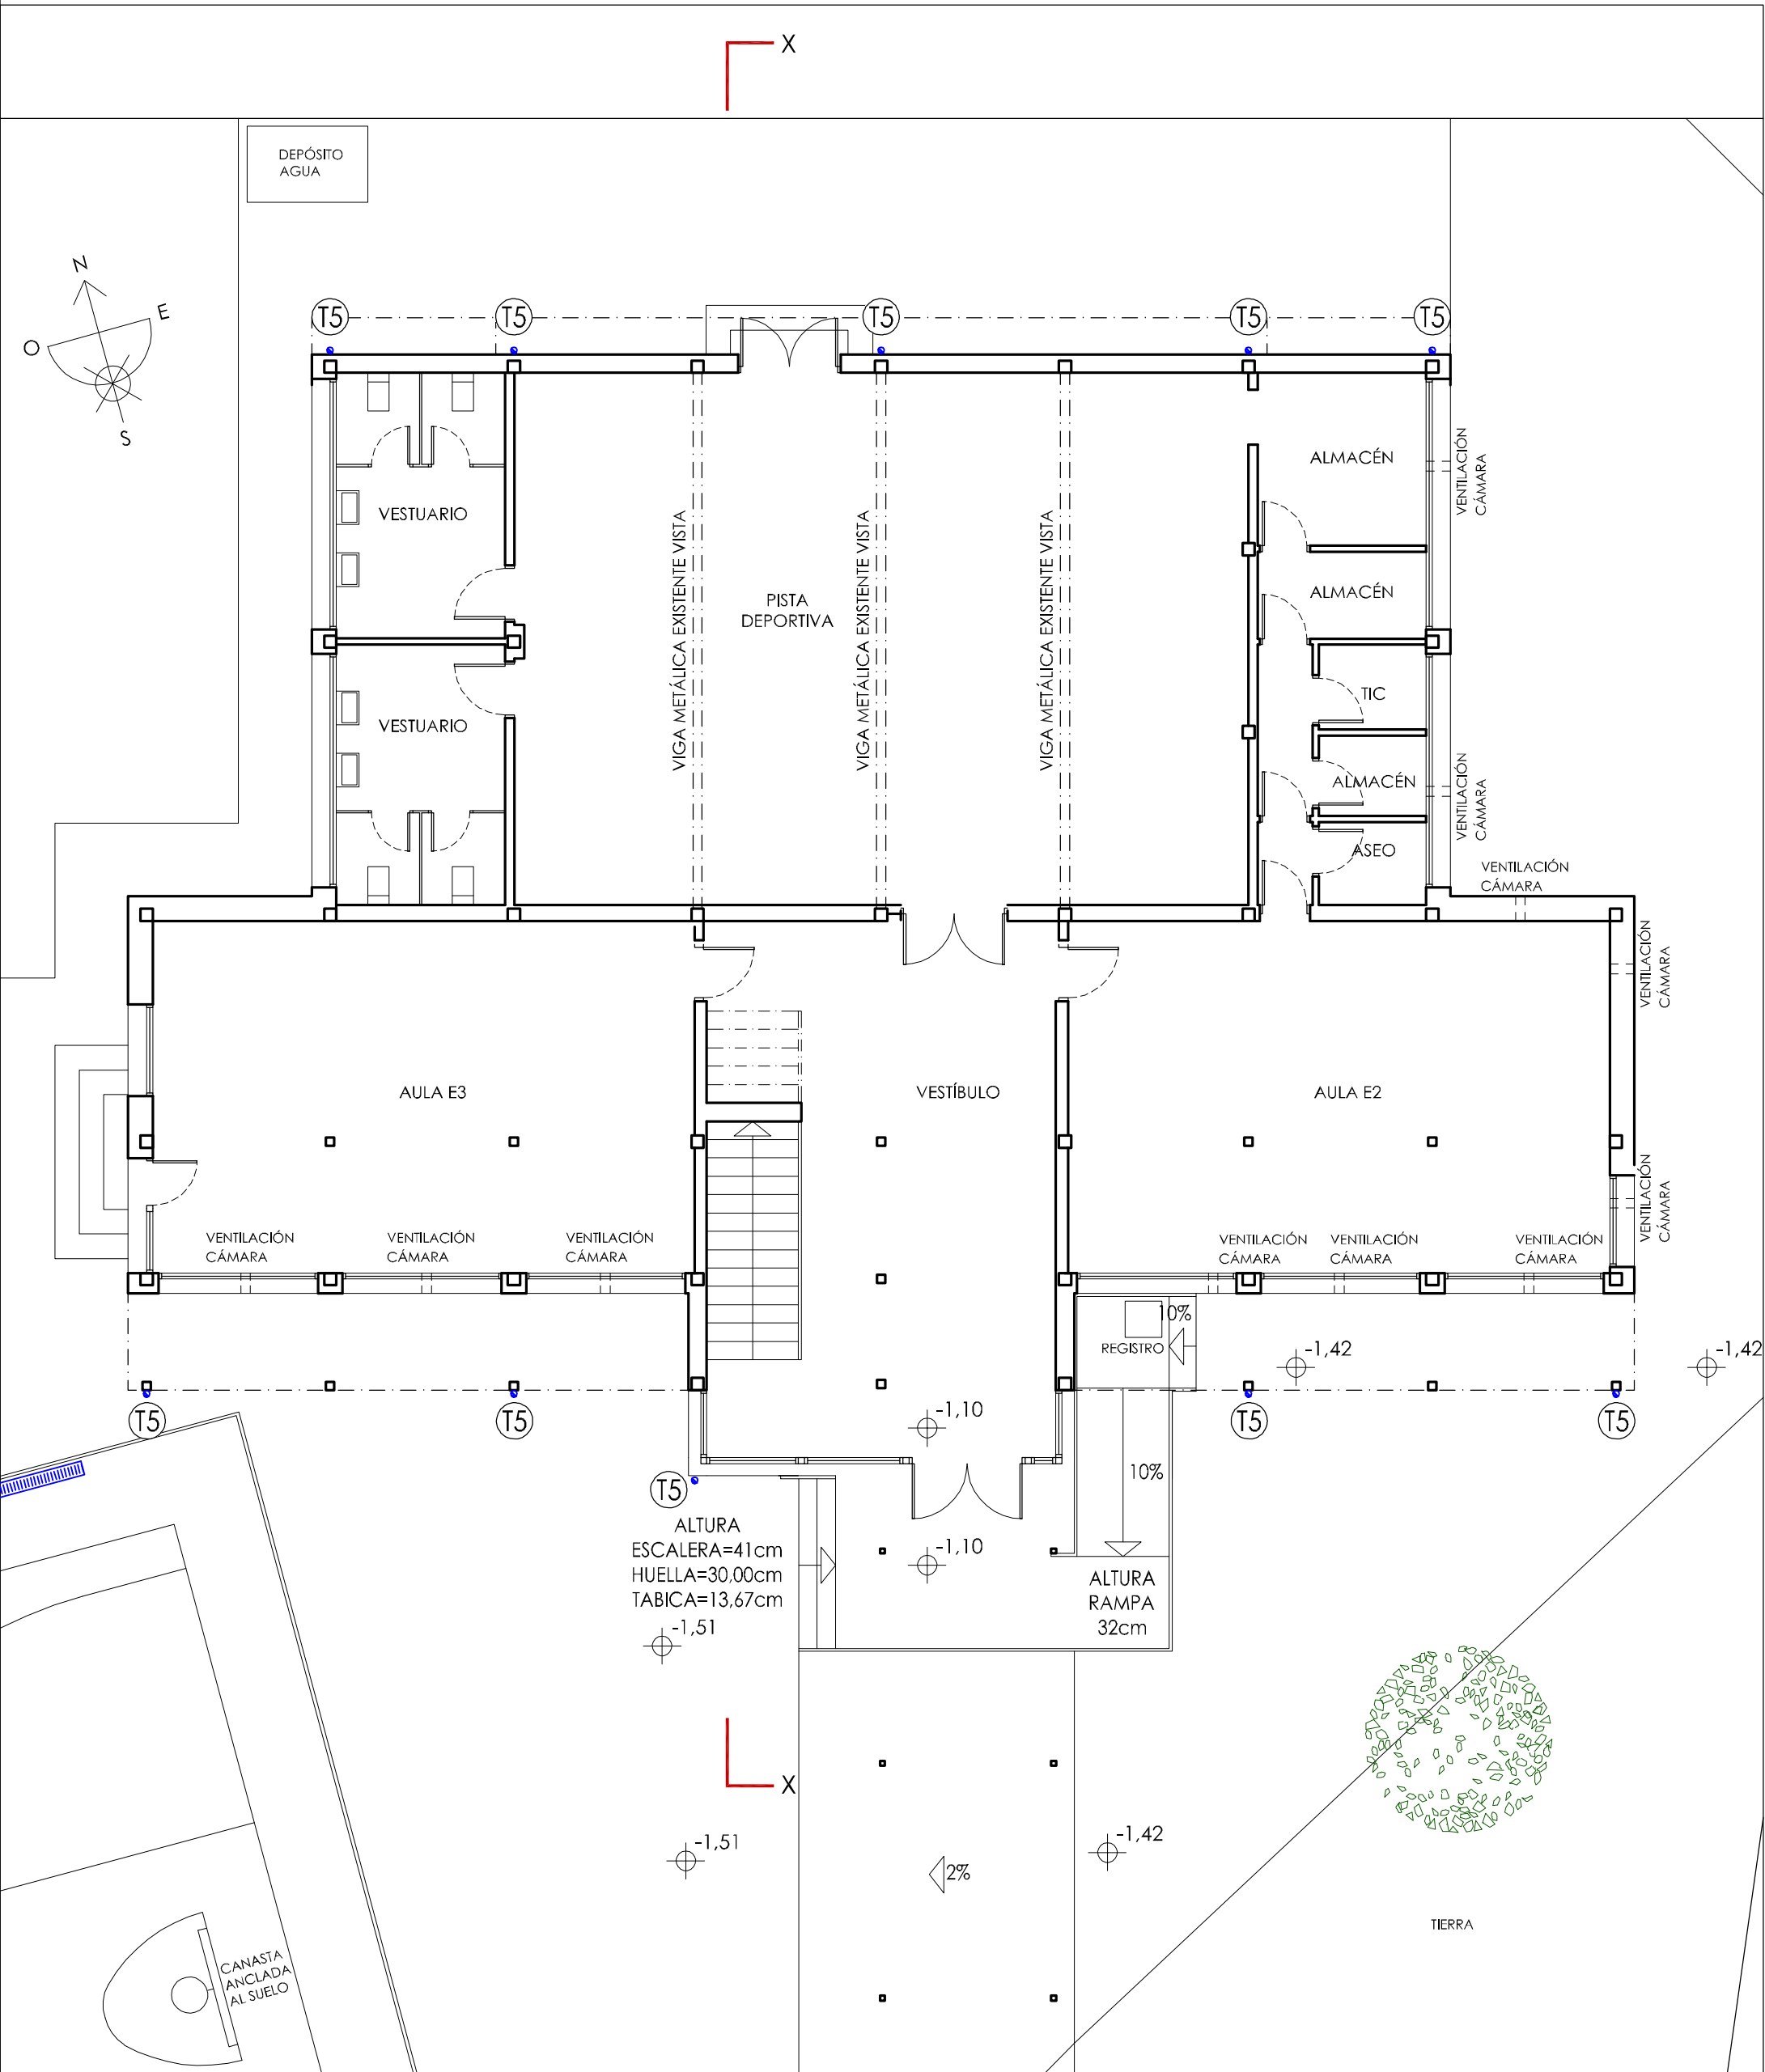 X
DEPÓSITO
AGUA
N
E
O
S
T5
T5
T5
T5
T5
VESTUARIO
VESTUARIO
VIGA METÁLICA EXISTENTE VISTA
VIGA METÁLICA EXISTENTE VISTA
VIGA METÁLICA EXISTENTE VISTA
PISTA
DEPORTIVA
ALMACÉN
ALMACÉN
TIC
ALMACÉN
ASEO
VENTILACIÓN
CÁMARA
VENTILACIÓN
CÁMARA
VENTILACIÓN
CÁMARA
VENTILACIÓN
CÁMARA
VENTILACIÓN
CÁMARA
AULA E3
VESTÍBULO
AULA E2
VENTILACIÓN
CÁMARA
VENTILACIÓN
CÁMARA
VENTILACIÓN
CÁMARA
VENTILACIÓN
CÁMARA
VENTILACIÓN
CÁMARA
VENTILACIÓN
CÁMARA
10%
REGISTRO
-1,42
-1,42
T5
T5
T5
T5
-1,10
10%
T5
ALTURA
ESCALERA=41cm
HUELLA=30,00cm
TABICA=13,67cm
-1,51
-1,10
ALTURA
RAMPA
32cm
X
-1,51
-1,42
2%
TIERRA
CANASTA
ANCLADA
AL SUELO